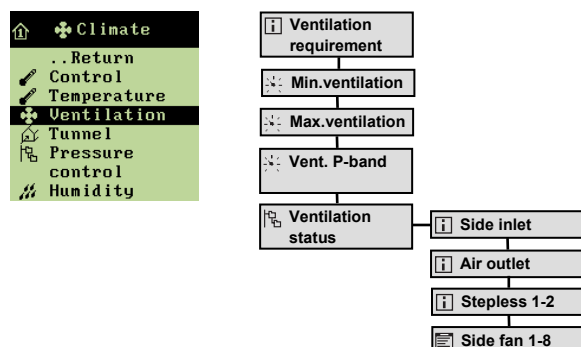 Climate
..Return
Control
Temperature
Ventilation
Tunnel
Pressure
control
Humidity
Ventilation
requirement
Min.ventilation
Max.ventilation
Vent. P-band
Ventilation
status
Side inlet
Air outlet
Stepless 1-2
Side fan 1-8